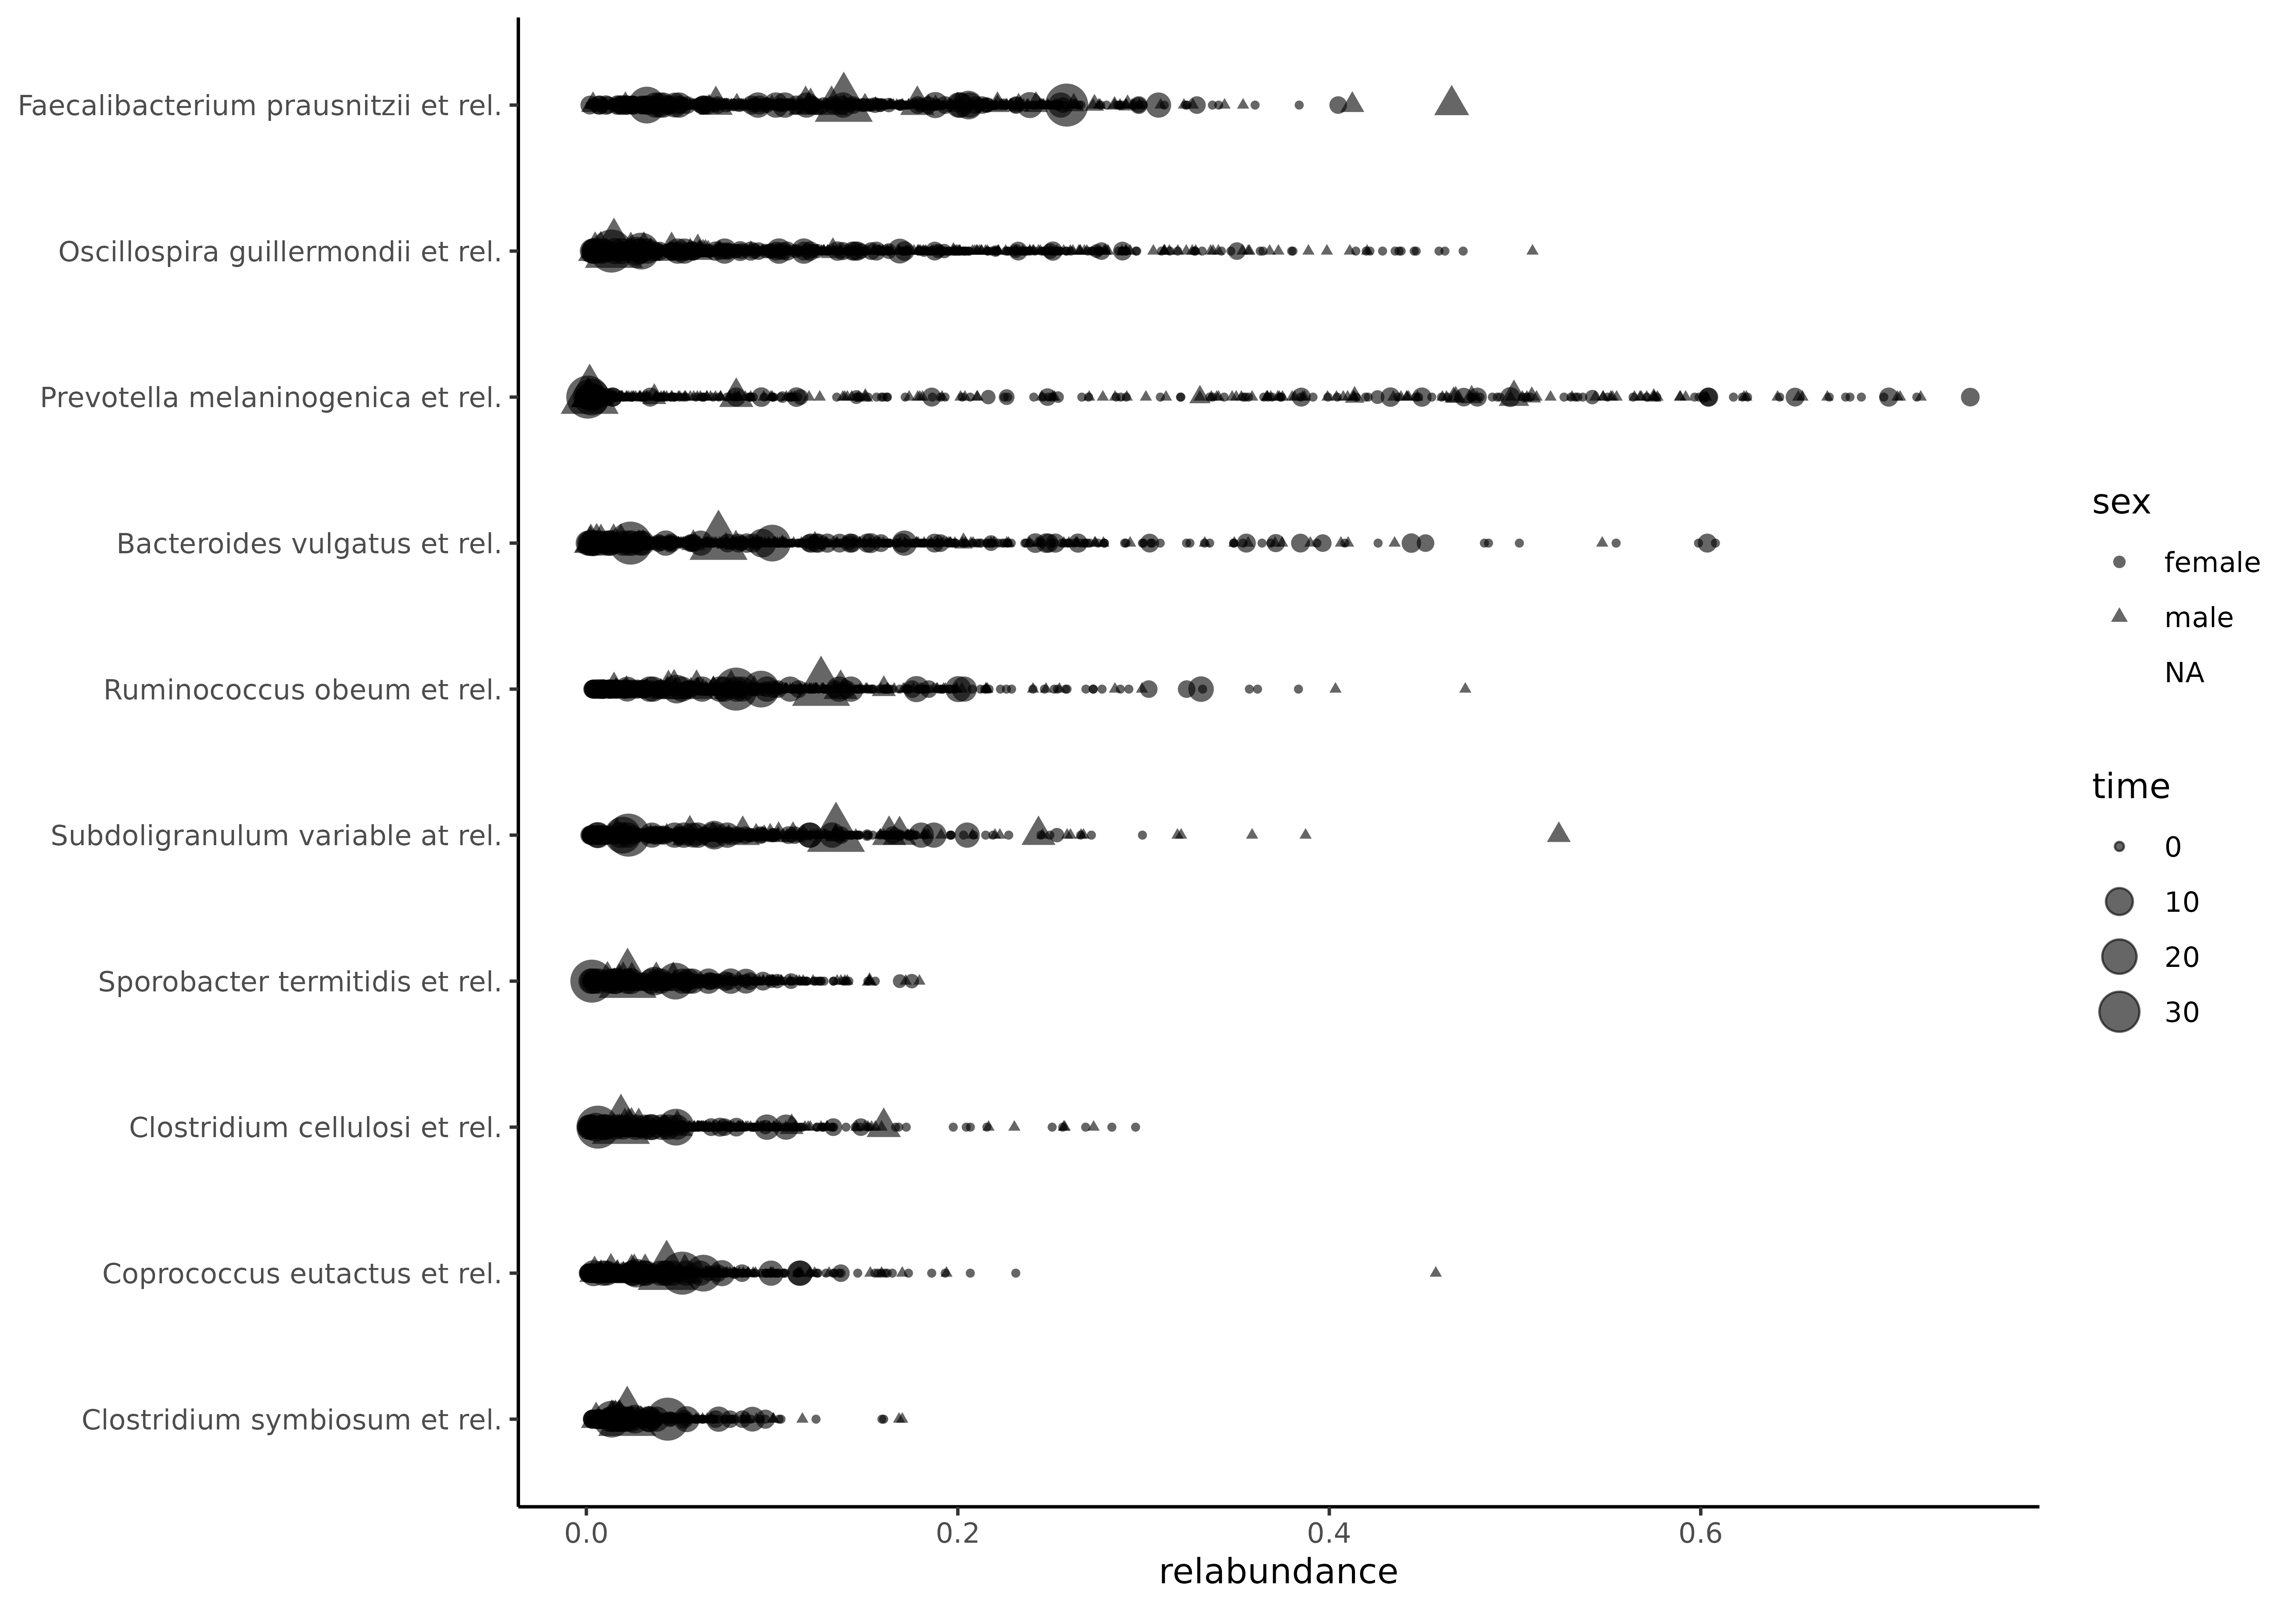 Faecalibacterium prausnitzii et rel.
Oscillospira guillermondii et rel.
Prevotella melaninogenica et rel.
Bacteroides vulgatus et rel.
Ruminococcus obeum et rel.
Subdoligranulum variable at rel.
Sporobacter termitidis et rel.
Clostridium cellulosi et rel.
Coprococcus eutactus et rel.
Clostridium symbiosum et rel.
0.0 0.2 0.4 0.6
relabundance
sex
female
male
NA
time
0
10
20
30